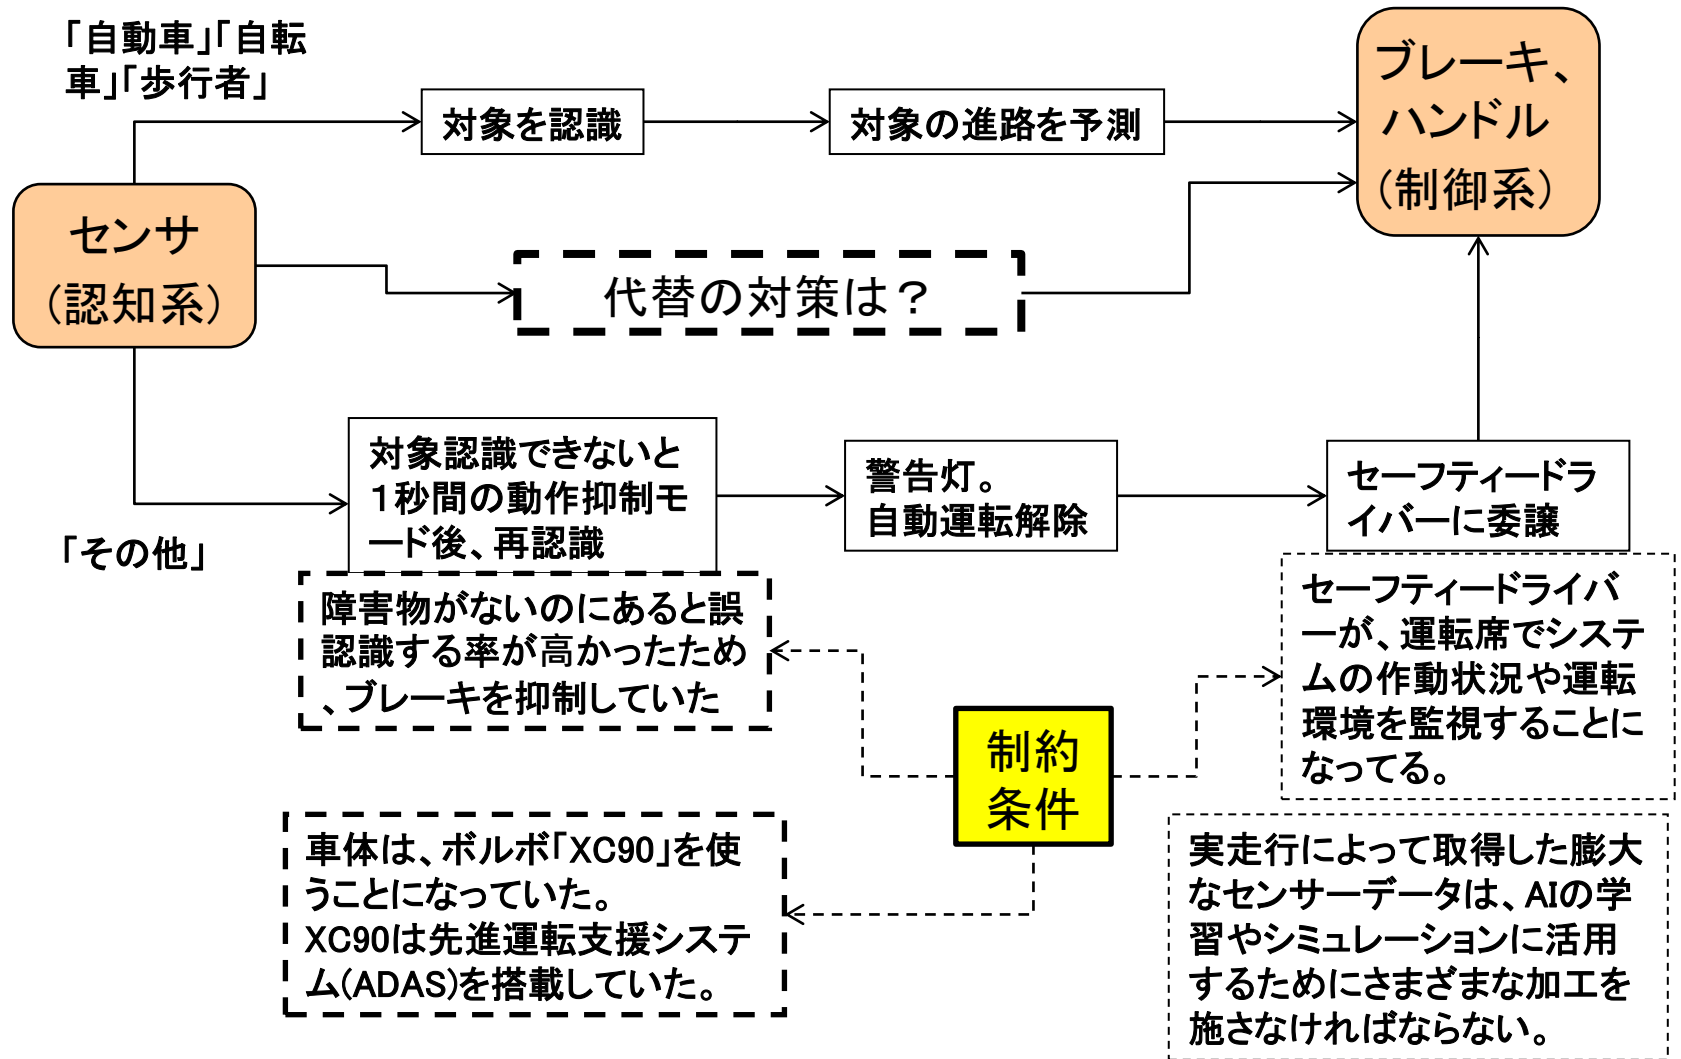 「自動車」「自転
車」「歩行者」
ブレーキ、
ハンドル
(制御系)
対象を認識
対象の進路を予測
センサ
(認知系)
代替の対策は？
対象認識できないと
１秒間の動作抑制モ
ード後、再認識
警告灯。
自動運転解除
セーフティードラ
イバーに委譲
「その他」
障害物がないのにあると誤
認識する率が高かったため
、ブレーキを抑制していた
セーフティードライバ
ーが、運転席でシステ
ムの作動状況や運転
環境を監視することに
なってる。
制約
条件
車体は、ボルボ「XC90」を使
うことになっていた。
XC90は先進運転支援システ
ム(ADAS)を搭載していた。
実走行によって取得した膨大
なセンサーデータは、AIの学
習やシミュレーションに活用
するためにさまざまな加工を
施さなければならない。